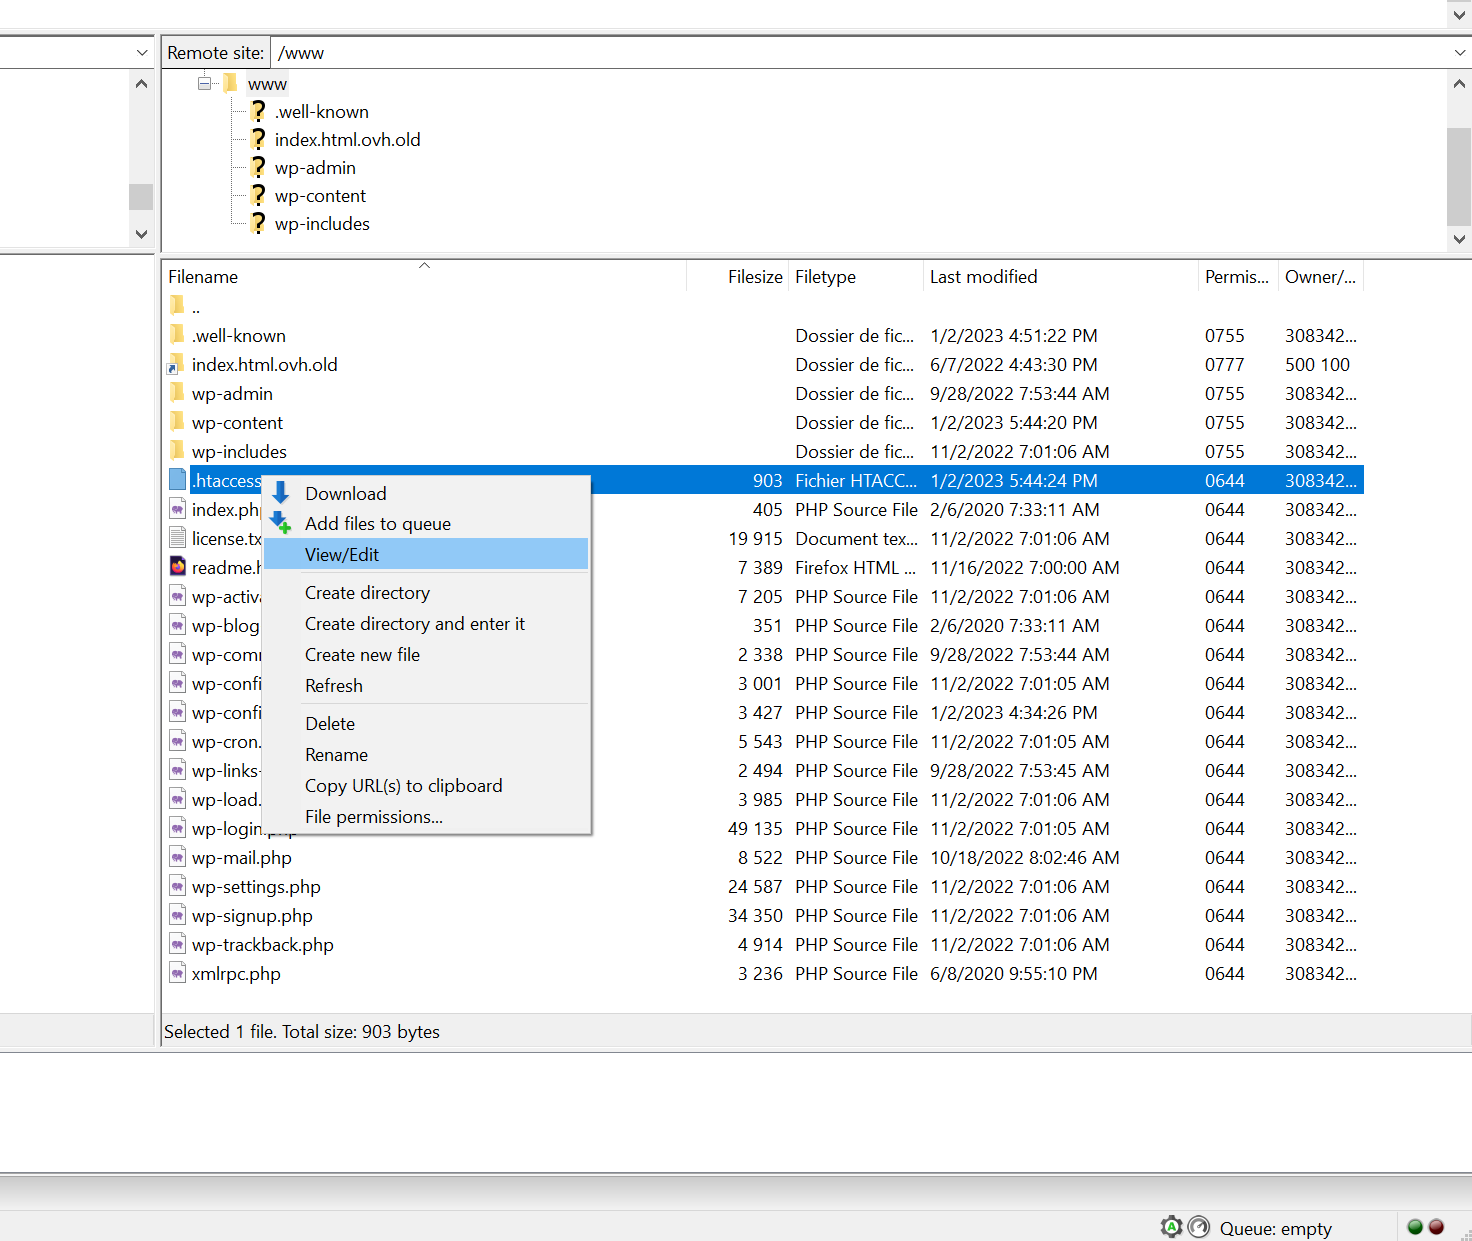 Remote site: /www
www
.well-known
index.html.ovh.old
wp-admin
wp-content
wp-includes
Filename Filesize Filetype Last modified Permis... Owner/...
..
.well-known Dossier de fic... 1/2/2023 4:51:22 PM 0755 308342...
index.html.ovh.old Dossier de fic... 6/7/2022 4:43:30 PM 0777 500 100
wp-admin Dossier de fic... 9/28/2022 7:53:44 AM 0755 308342...
wp-content Dossier de fic... 1/2/2023 5:44:20 PM 0755 308342...
wp-includes Dossier de fic... 11/2/2022 7:01:06 AM 0755 308342...
.htaccess 903 Fichier HTACC... 1/2/2023 5:44:24 PM 0644 308342...
index.php 405 PHP Source File 2/6/2020 7:33:11 AM 0644 308342...
license.tx 19 915 Document tex... 11/2/2022 7:01:06 AM 0644 308342...
readme.h 7 389 Firefox HTML ... 11/16/2022 7:00:00 AM 0644 308342...
wp-activa 7 205 PHP Source File 11/2/2022 7:01:06 AM 0644 308342...
wp-blog 351 PHP Source File 2/6/2020 7:33:11 AM 0644 308342...
wp-comm 2 338 PHP Source File 9/28/2022 7:53:44 AM 0644 308342...
wp-confi 3 001 PHP Source File 11/2/2022 7:01:05 AM 0644 308342...
wp-confi 3 427 PHP Source File 1/2/2023 4:34:26 PM 0644 308342...
wp-cron. 5 543 PHP Source File 11/2/2022 7:01:05 AM 0644 308342...
wp-links- 2 494 PHP Source File 9/28/2022 7:53:45 AM 0644 308342...
wp-load. 3 985 PHP Source File 11/2/2022 7:01:06 AM 0644 308342...
wp-login.php 49 135 PHP Source File 11/2/2022 7:01:05 AM 0644 308342...
wp-mail.php 8 522 PHP Source File 10/18/2022 8:02:46 AM 0644 308342...
wp-settings.php 24 587 PHP Source File 11/2/2022 7:01:06 AM 0644 308342...
wp-signup.php 34 350 PHP Source File 11/2/2022 7:01:06 AM 0644 308342...
wp-trackback.php 4 914 PHP Source File 11/2/2022 7:01:06 AM 0644 308342...
xmlrpc.php 3 236 PHP Source File 6/8/2020 9:55:10 PM 0644 308342...
Download
Add files to queue
View/Edit
Create directory
Create directory and enter it
Create new file
Refresh
Delete
Rename
Copy URL(s) to clipboard
File permissions...
Selected 1 file. Total size: 903 bytes
Queue: empty